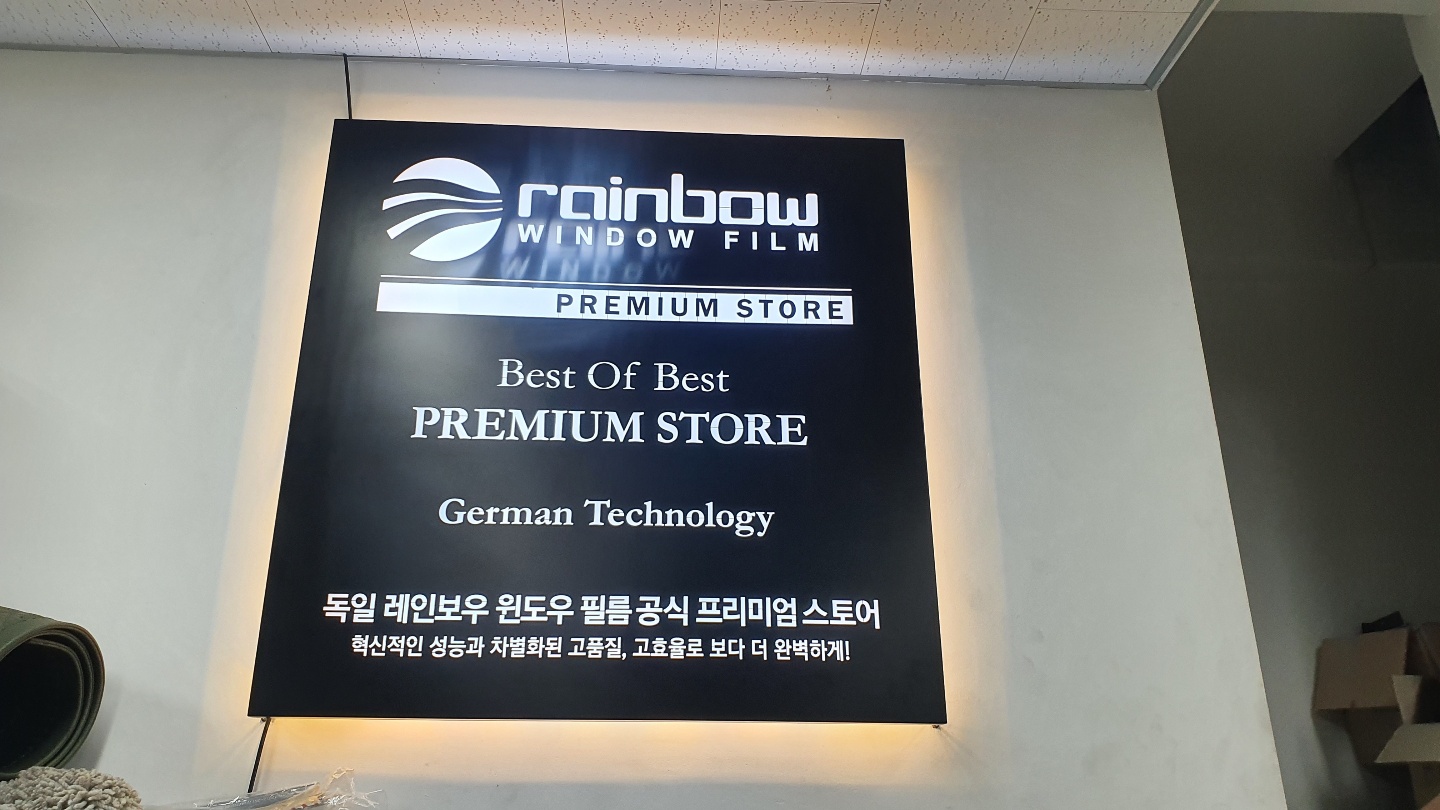 rainbow
WINDOW FILM
PREMIUM STORE
Best Of Best
PREMIUM STORE
German Technology
독일 레인보우 윈도우 필름 공식 프리미엄 스토어
혁신적인 성능과 차별화된 고품질, 고효율로 보다 더 완벽하게!